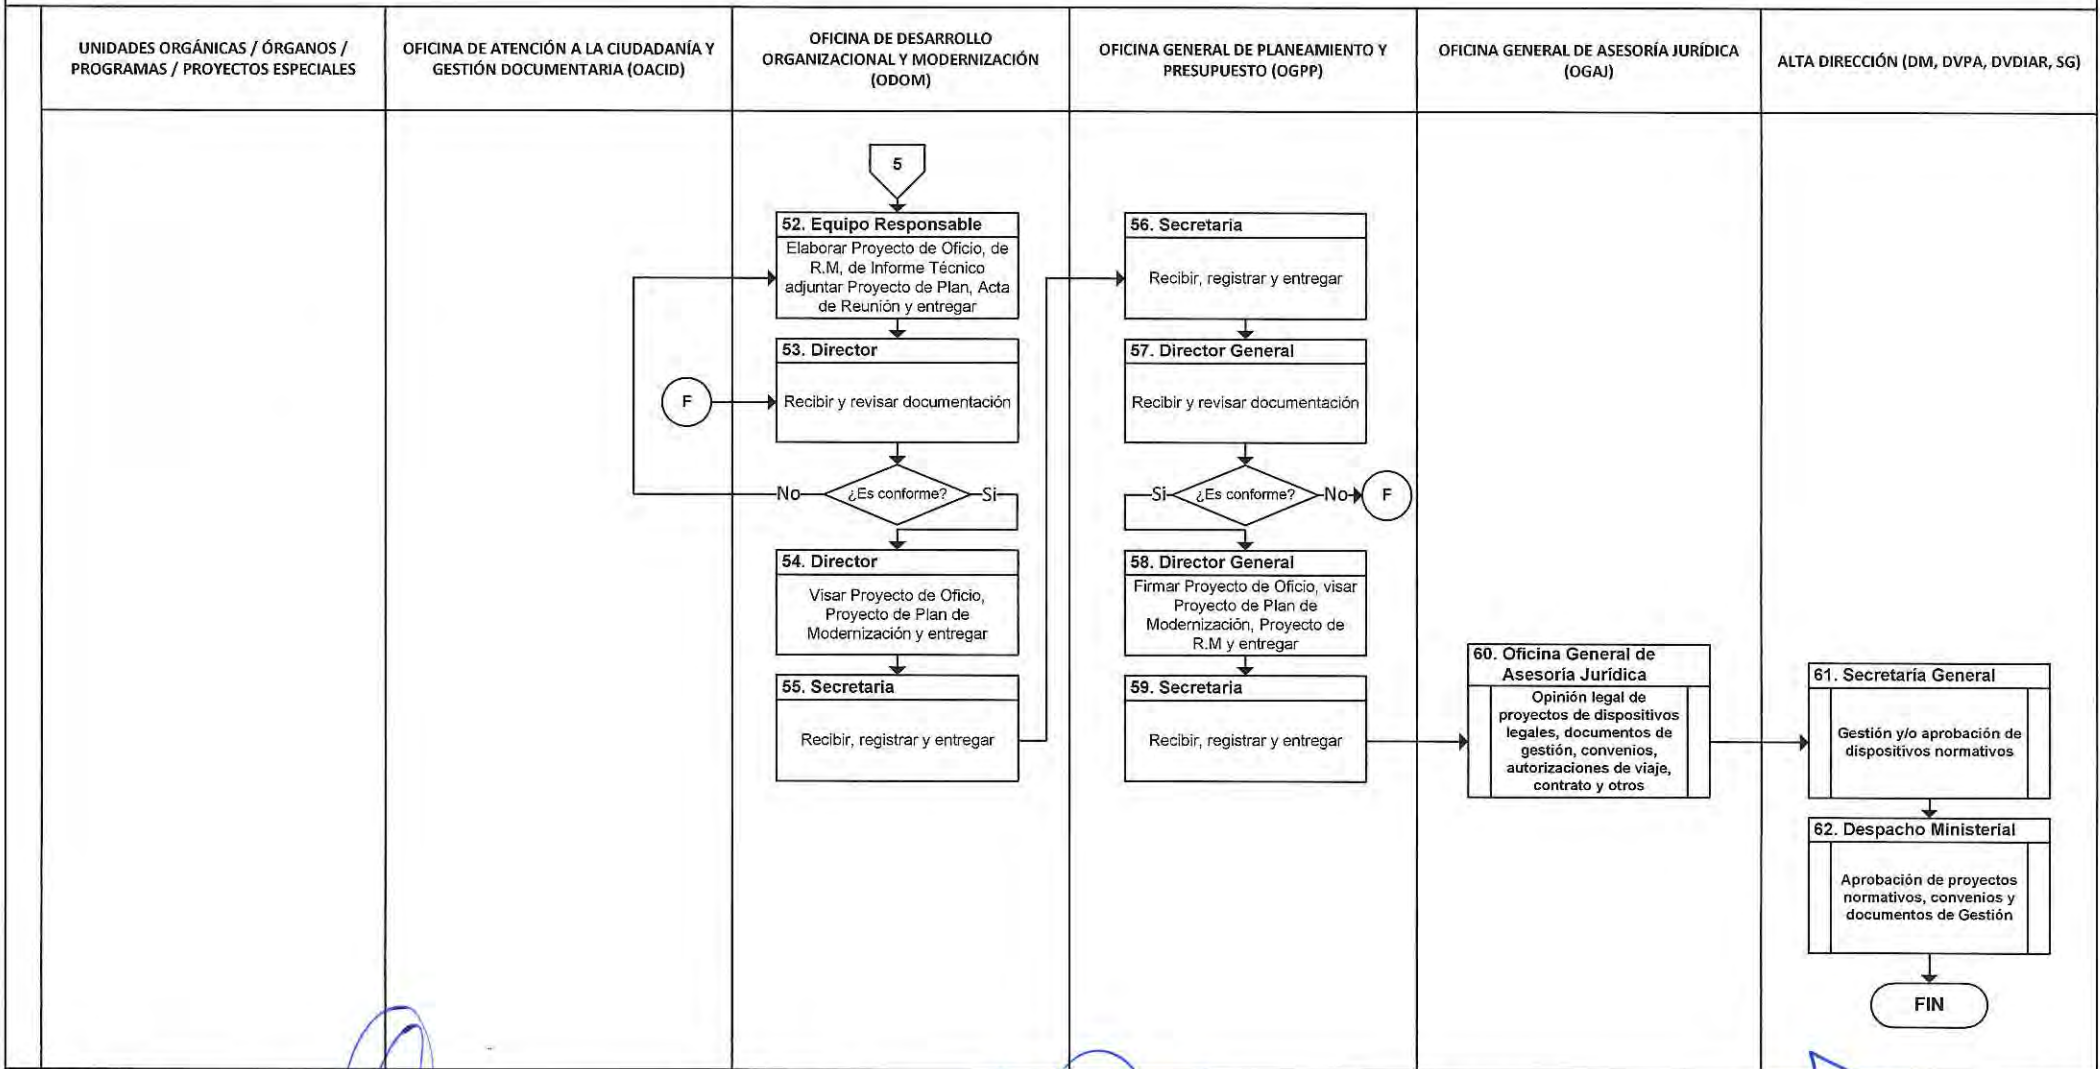 UNIDADES ORGÁNICAS / ÓRGANOS /
PROGRAMAS / PROYECTOS ESPECIALES
OFICINA DE ATENCIÓN A LA CIUDADANÍA Y
GESTIÓN DOCUMENTARIA (OACID)
OFICINA DE DESARROLLO
ORGANIZACIONAL Y MODERNIZACIÓN
(ODOM)
OFICINA GENERAL DE PLANEAMIENTO Y
PRESUPUESTO (OGPP)
OFICINA GENERAL DE ASESORÍA JURÍDICA
(OGAJ)
ALTA DIRECCIÓN (DM, DVPA, DVDIAR, SG)
5
52. Equipo Responsable
Elaborar Proyecto de Oficio, de
R.M, de Informe Técnico
adjuntar Proyecto de Plan, Acta
de Reunión y entregar
53. Director
F
Recibir y revisar documentación
No
¿Es conforme?
Si
54. Director
Visar Proyecto de Oficio,
Proyecto de Plan de
Modernización y entregar
55. Secretaria
Recibir, registrar y entregar
56. Secretaria
Recibir, registrar y entregar
57. Director General
Recibir y revisar documentación
Si
¿Es conforme?
No
F
58. Director General
Firmar Proyecto de Oficio, visar
Proyecto de Plan de
Modernización, Proyecto de
R.M y entregar
59. Secretaria
Recibir, registrar y entregar
60. Oficina General de
Asesoría Jurídica
Opinión legal de
proyectos de dispositivos
legales, documentos de
gestión, convenios,
autorizaciones de viaje,
contrato y otros
61. Secretaría General
Gestión y/o aprobación de
dispositivos normativos
62. Despacho Ministerial
Aprobación de proyectos
normativos, convenios y
documentos de Gestión
FIN